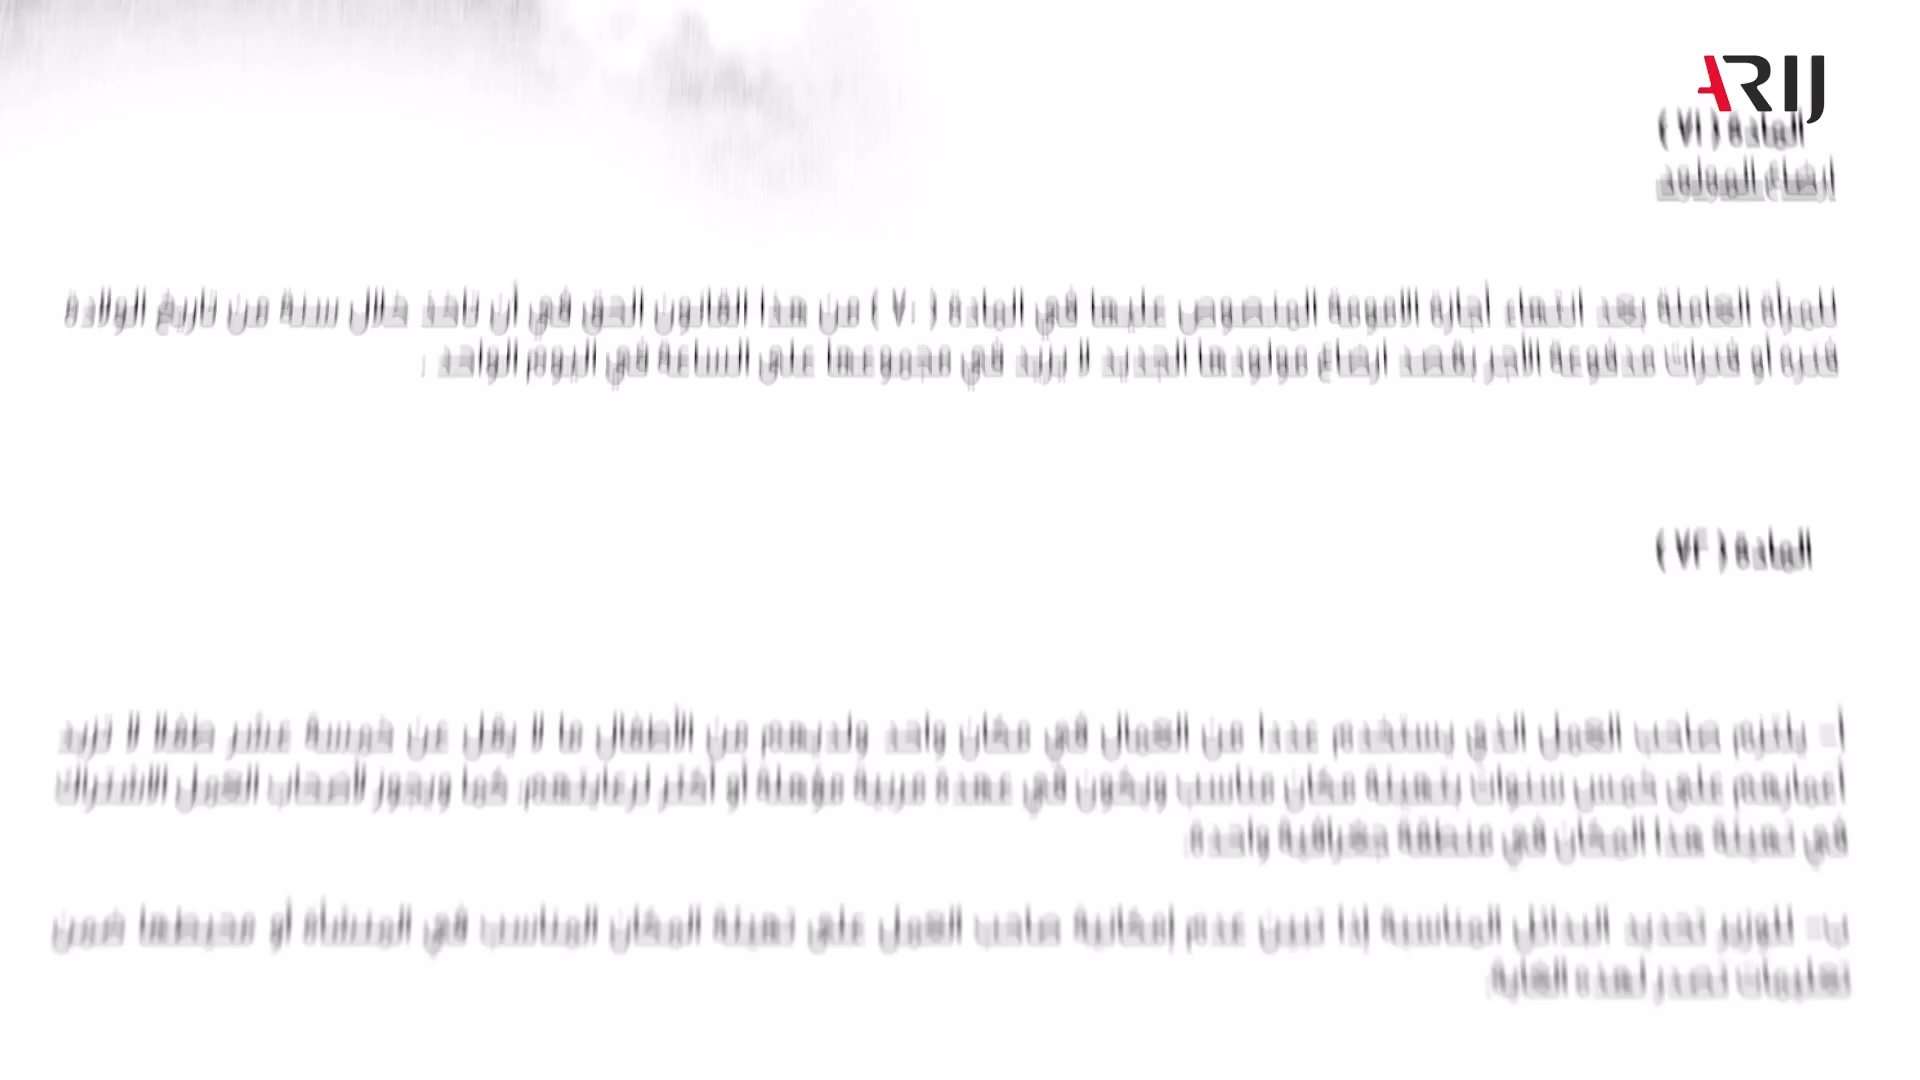 ARIJ
المادة ( ٧١ )
ارضاع المولود
للمرأة العاملة بعد انتهاء أجازة الامومة المنصوص عليها في المادة ( ٧٠ ) من هذا القانون الحق في أن تأخذ خلال سنة من تاريخ الولادة
فترة أو فترات مدفوعة الأجر بقصد ارضاع مولودها الجديد لا يزيد في مجموعها على الساعة في اليوم الواحد .
المادة ( ٧٢ )
أ- يلتزم صاحب العمل الذي يستخدم عددا من العمال في مكان واحد ولديهم من الأطفال ما لا يقل عن خمسة عشر طفلا لا تزيد
أعمارهم على خمس سنوات بتهيئة مكان مناسب ويكون في عهدة مربية مؤهلة أو أكثر لرعايتهم، كما ويجوز لأصحاب العمل الاشتراك
في تهيئة هذا المكان في منطقة جغرافية واحدة
ب- للوزير تحديد البدائل المناسبة إذا تبين عدم إمكانية صاحب العمل على تهيئة المكان المناسب في المنشأة أو محيطها ضمن
تعليمات تصدر لهذه الغاية